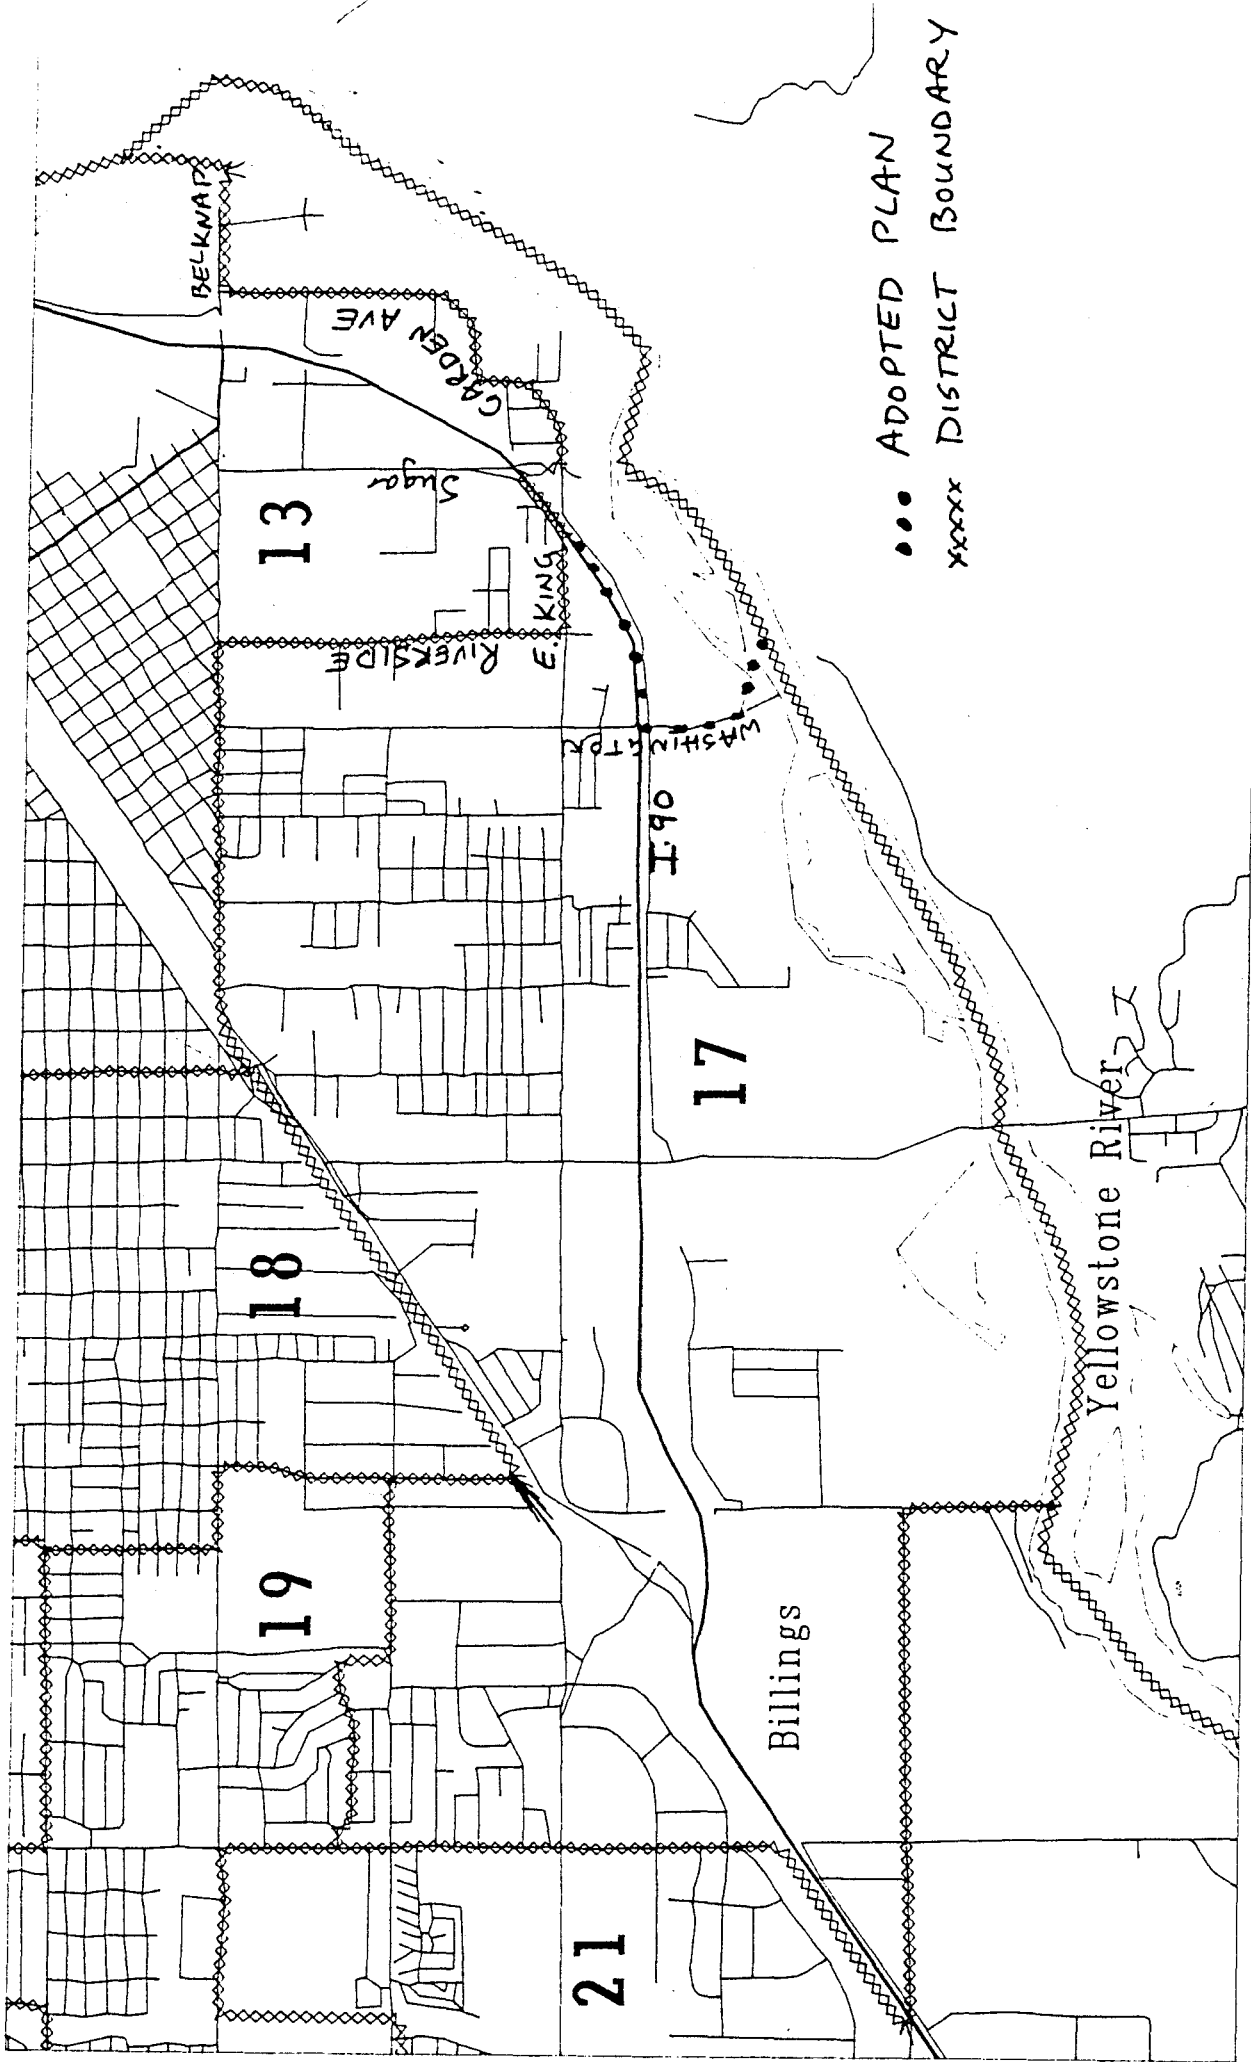 BELKNAP
GARDEN AVE
Sugar
13
E. KING
RIVERSIDE
WASHINGTON
I-90
17
18
19
21
Billings
Yellowstone River
••• ADOPTED PLAN
xxxxx DISTRICT BOUNDARY